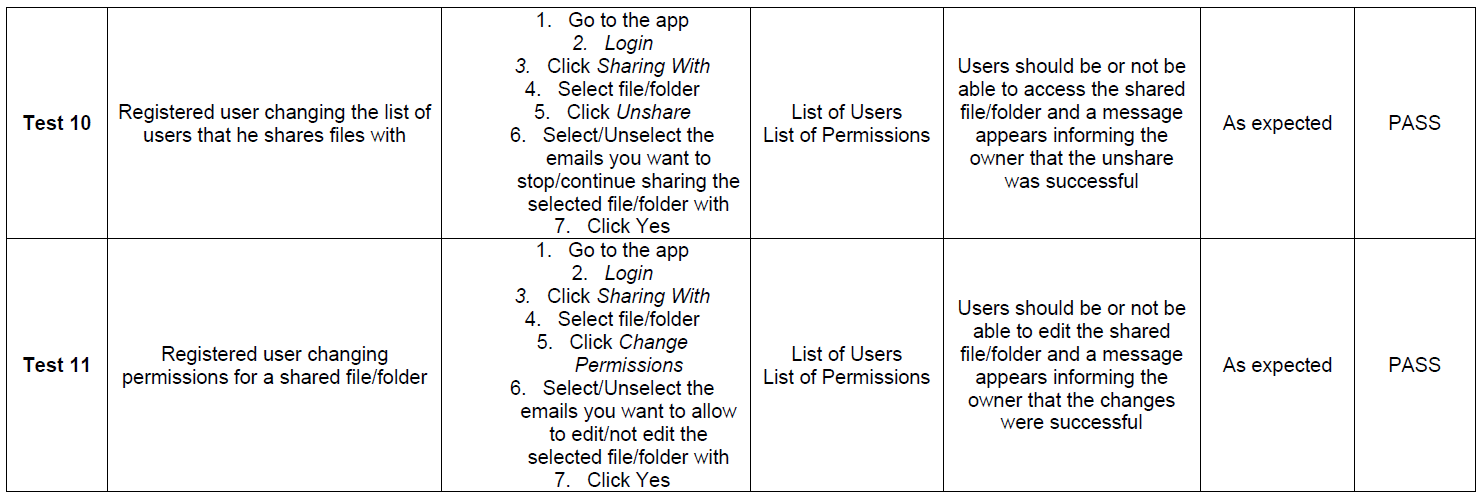 Test 10
Registered user changing the list of
users that he shares files with
1. Go to the app
2. Login
3. Click Sharing With
4. Select file/folder
5. Click Unshare
6. Select/Unselect the
emails you want to
stop/continue sharing the
selected file/folder with
7. Click Yes
List of Users
List of Permissions
Users should be or not be
able to access the shared
file/folder and a message
appears informing the
owner that the unshare
was successful
As expected
PASS
Test 11
Registered user changing
permissions for a shared file/folder
1. Go to the app
2. Login
3. Click Sharing With
4. Select file/folder
5. Click Change
Permissions
6. Select/Unselect the
emails you want to allow
to edit/not edit the
selected file/folder with
7. Click Yes
List of Users
List of Permissions
Users should be or not be
able to edit the shared
file/folder and a message
appears informing the
owner that the changes
were successful
As expected
PASS